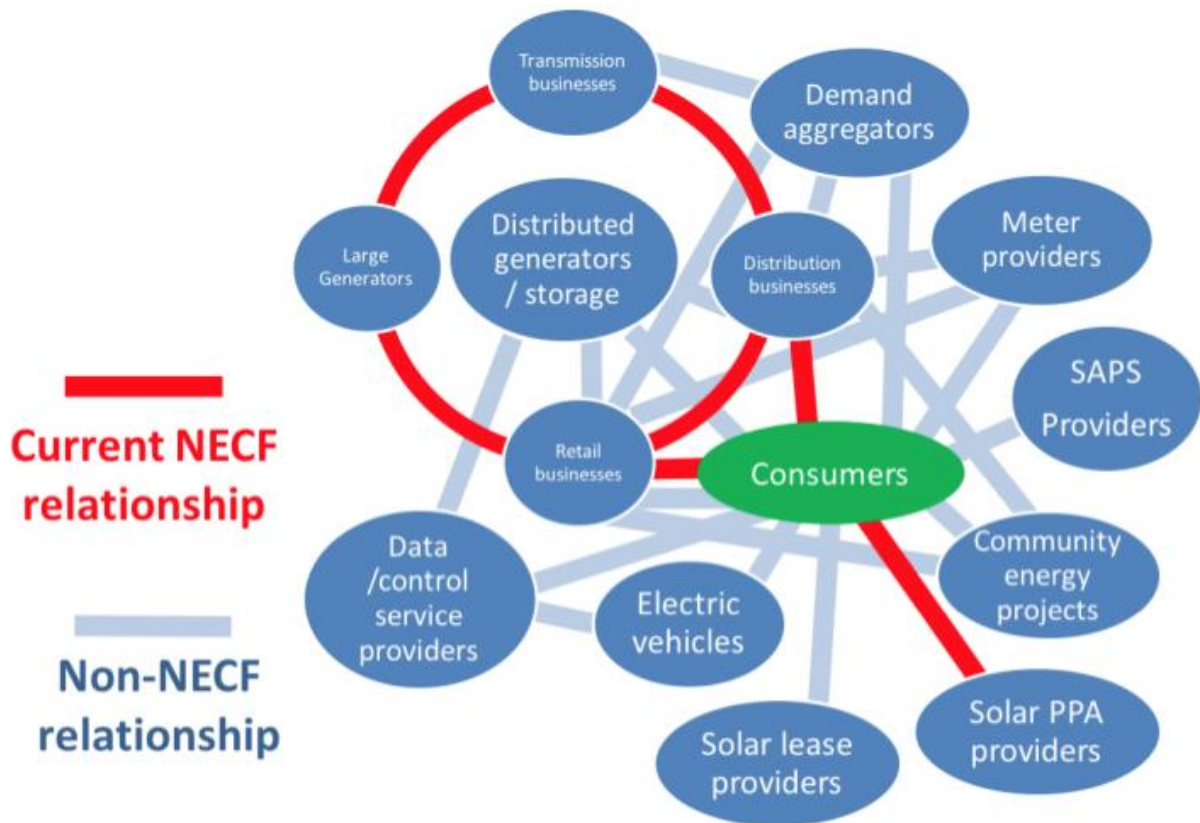 Transmission
businesses
Demand
aggregators
Large
Generators
Distributed
generators
/ storage
Distribution
businesses
Meter
providers
SAPS
Providers
Current NECF
relationship
Retail
businesses
Consumers
Data
/control
service
providers
Electric
vehicles
Community
energy
projects
Non-NECF
relationship
Solar lease
providers
Solar PPA
providers